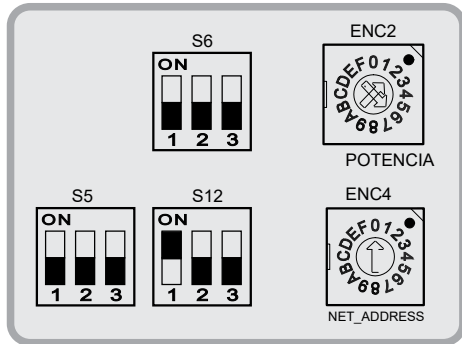 S6
ON
1 2 3
ENC2
0123456789ABCDEF
POTENCIA
S5
ON
1 2 3
S12
ON
1 2 3
ENC4
0123456789ABCDEF
NET_ADDRESS